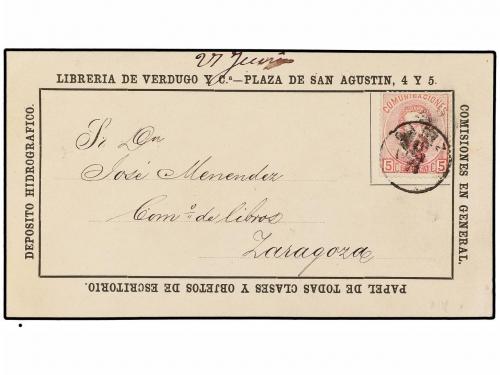 27 Junio
LIBRERIA DE VERDUGO Y C.ª—PLAZA DE SAN AGUSTIN, 4 Y 5.
DEPOSITO HIDROGRAFICO.
COMUNICACIONES
5 5
Sr Dn
José Menendez
Com.º de libros
Zaragoza
COMISIONES EN GENERAL.
PAPEL DE TODAS CLASES Y OBJETOS DE ESCRITORIO.